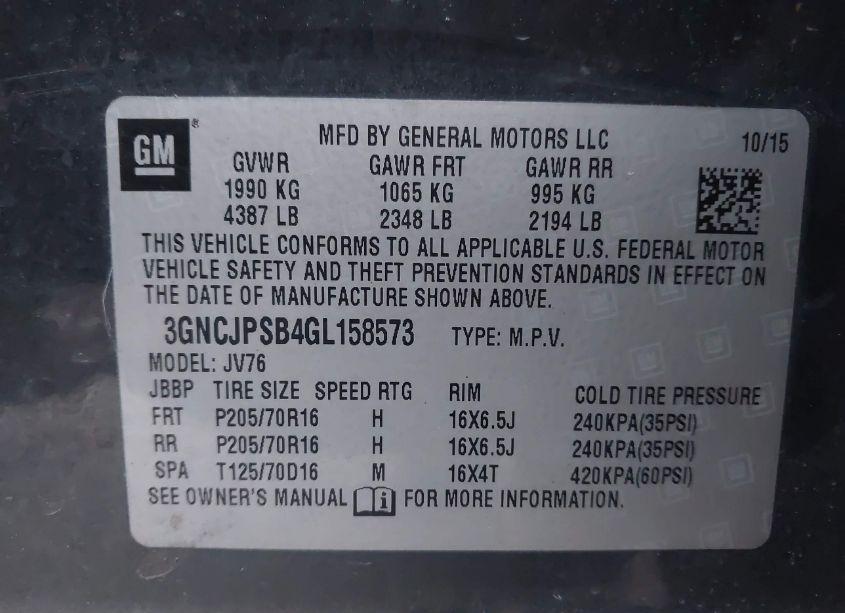 GM ® MFD BY GENERAL MOTORS LLC 10/15
GVWR GAWR FRT GAWR RR
1990 KG 1065 KG 995 KG
4387 LB 2348 LB 2194 LB
THIS VEHICLE CONFORMS TO ALL APPLICABLE U.S. FEDERAL MOTOR
VEHICLE SAFETY AND THEFT PREVENTION STANDARDS IN EFFECT ON
THE DATE OF MANUFACTURE SHOWN ABOVE.
3GNCJPSB4GL158573 TYPE: M.P.V.
MODEL: JV76
JBBP TIRE SIZE SPEED RTG RIM COLD TIRE PRESSURE
FRT P205/70R16 H 16X6.5J 240KPA(35PSI)
RR P205/70R16 H 16X6.5J 240KPA(35PSI)
SPA T125/70D16 M 16X4T 420KPA(60PSI)
SEE OWNER'S MANUAL i FOR MORE INFORMATION.